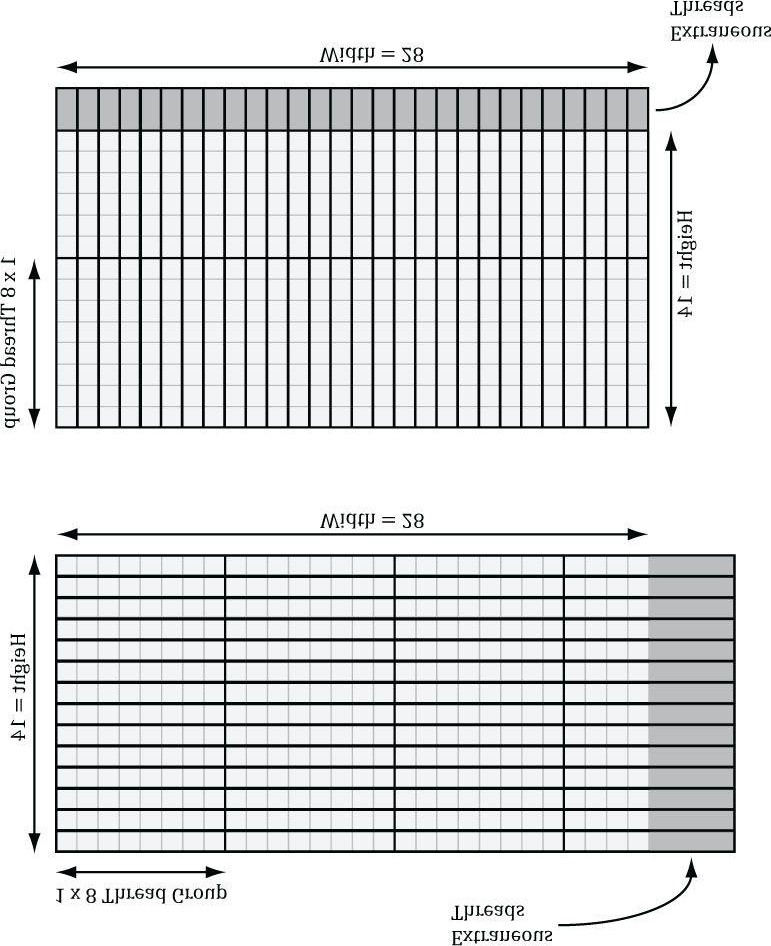 Extraneous
Threads
Width = 28
Height = 14
1 x 8 Thread Group
Width = 28
Height = 14
1 x 8 Thread Group
Extraneous
Threads